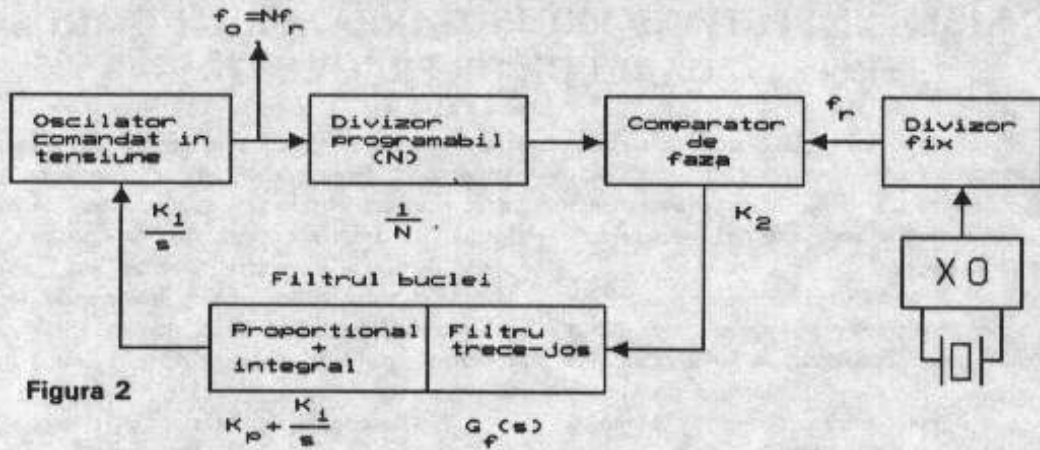 f_o=Nf_r
Oscilator
comandat in
tensiune
Divizor
programabil
(N)
Comparator
de
faza
f_r
Divizor
fix
K_1
s
1
N
K_2
XO
Filtrul buclei
Proportional
+
integral
Filtru
trece-jos
Figura 2
K_p + K_i
s
G_f(s)